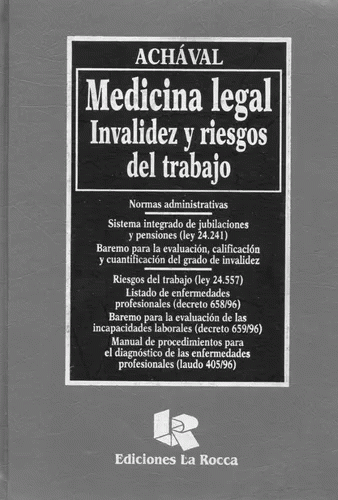 ACHÁVAL
Medicina legal
Invalidez y riesgos
del trabajo
Normas administrativas
Sistema integrado de jubilaciones
y pensiones (ley 24.241)
Baremo para la evaluación, calificación
y cuantificación del grado de invalidez
Riesgos del trabajo (ley 24.557)
Listado de enfermedades
profesionales (decreto 658/96)
Baremo para la evaluación de las
incapacidades laborales (decreto 659/96)
Manual de procedimientos para
el diagnóstico de las enfermedades
profesionales (laudo 405/96)
Ediciones La Rocca